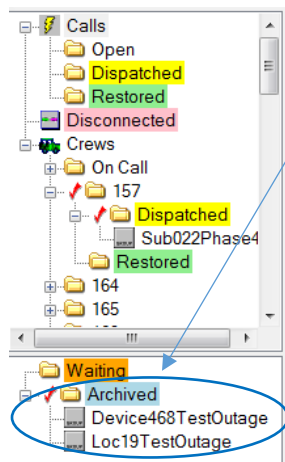 Calls
Open
Dispatched
Restored
Disconnected
Crews
On Call
157
Dispatched
Sub022Phase4
Restored
164
165
Waiting
Archived
Device468TestOutage
Loc19TestOutage